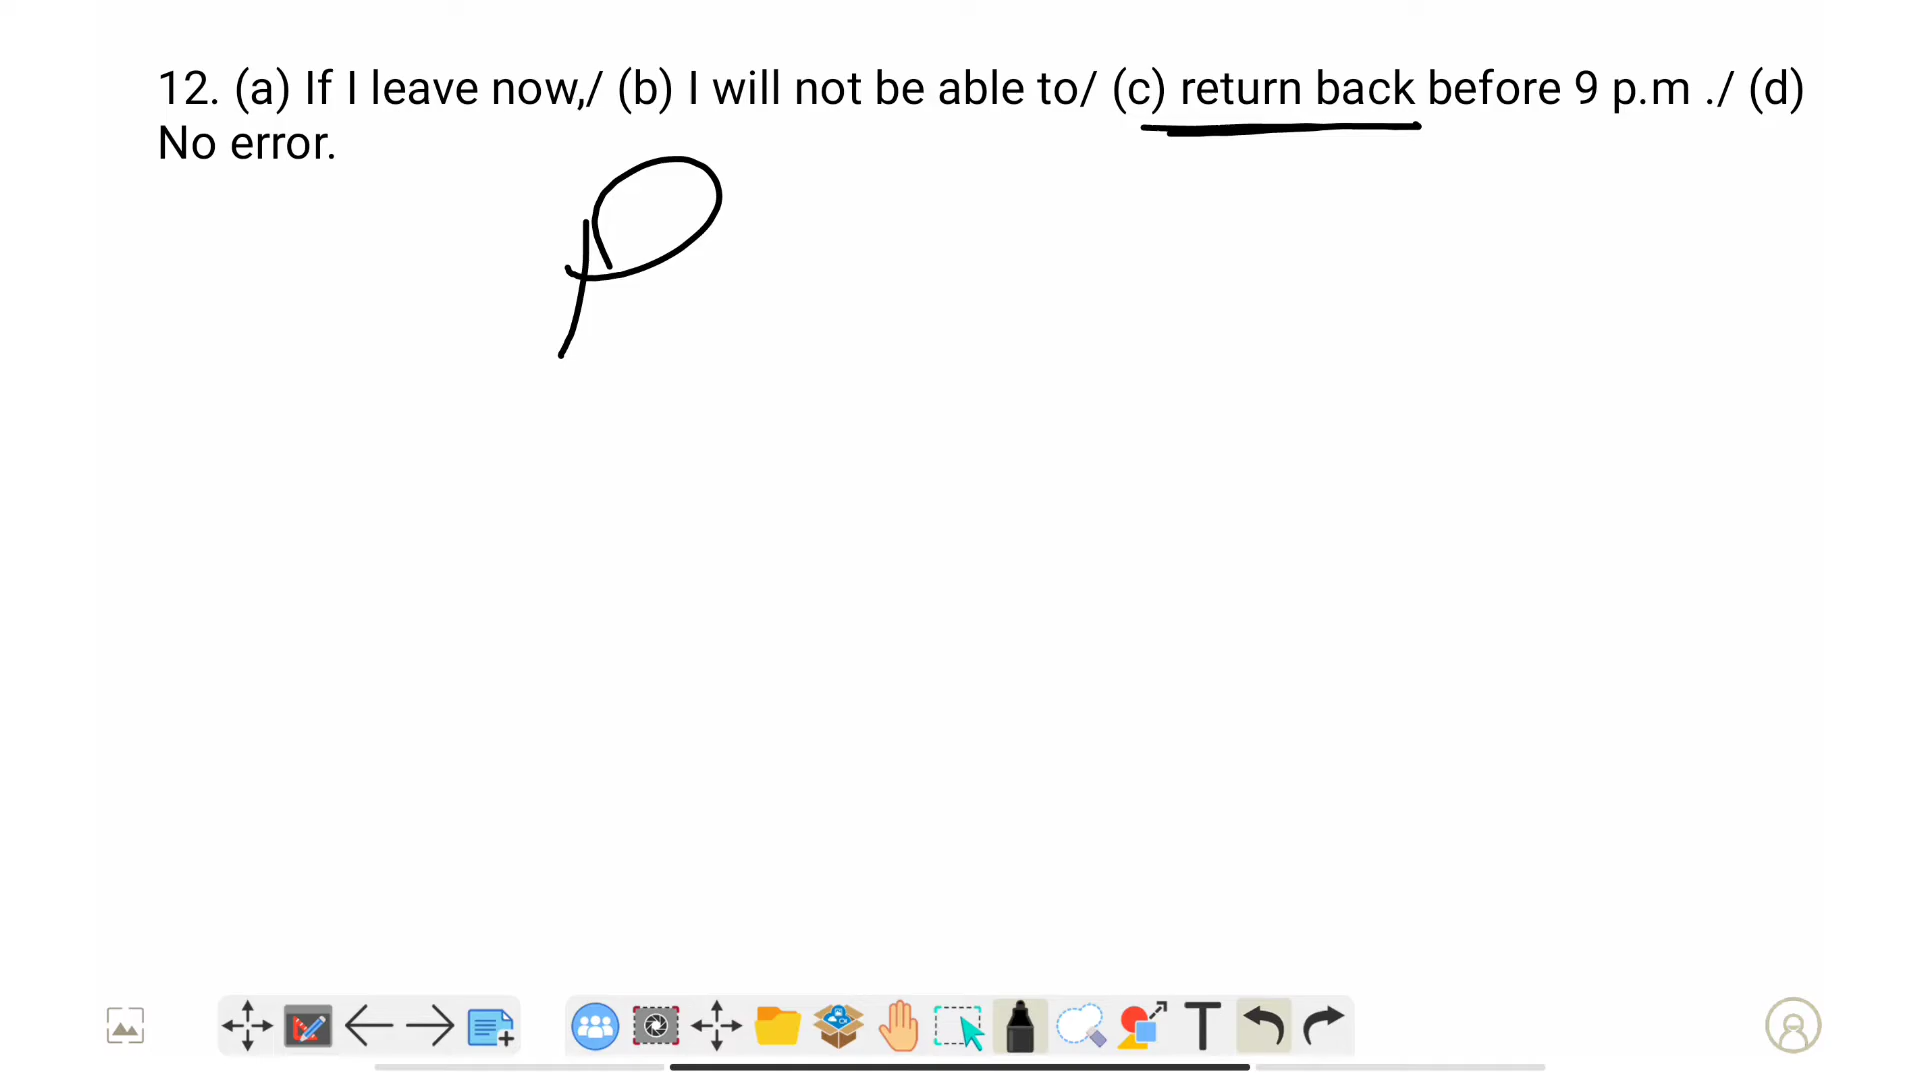 12. (a) If I leave now,/ (b) I will not be able to/ (c) return back before 9 p.m ./ (d)
No error.
P